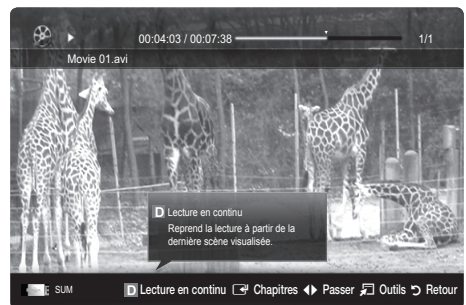 00:04:03 / 00:07:38 1/1
Movie 01.avi
D Lecture en continu
Reprend la lecture à partir de la
dernière scène visualisée.
SUM D Lecture en continu Chapitres Passer Outils Retour